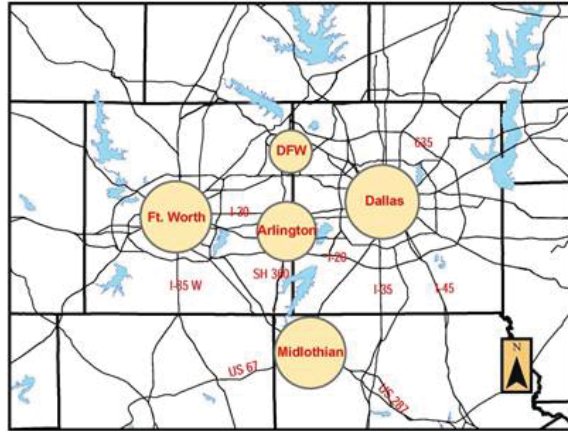 DFW
635
Dallas
Ft. Worth
I-30
Arlington
I-20
SH 360
I-35 W
I-35
I-45
Midlothian
US 67
US 287
N